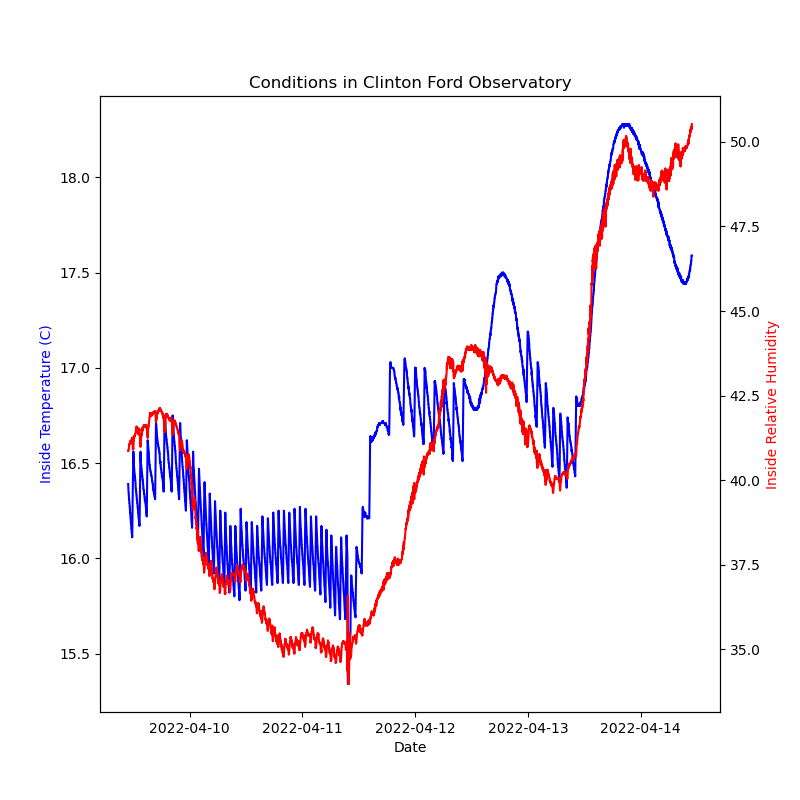 Conditions in Clinton Ford Observatory
Inside Temperature (C)
18.0
17.5
17.0
16.5
16.0
15.5
50.0
47.5
45.0
42.5
40.0
37.5
35.0
Inside Relative Humidity
2022-04-10 2022-04-11 2022-04-12 2022-04-13 2022-04-14
Date